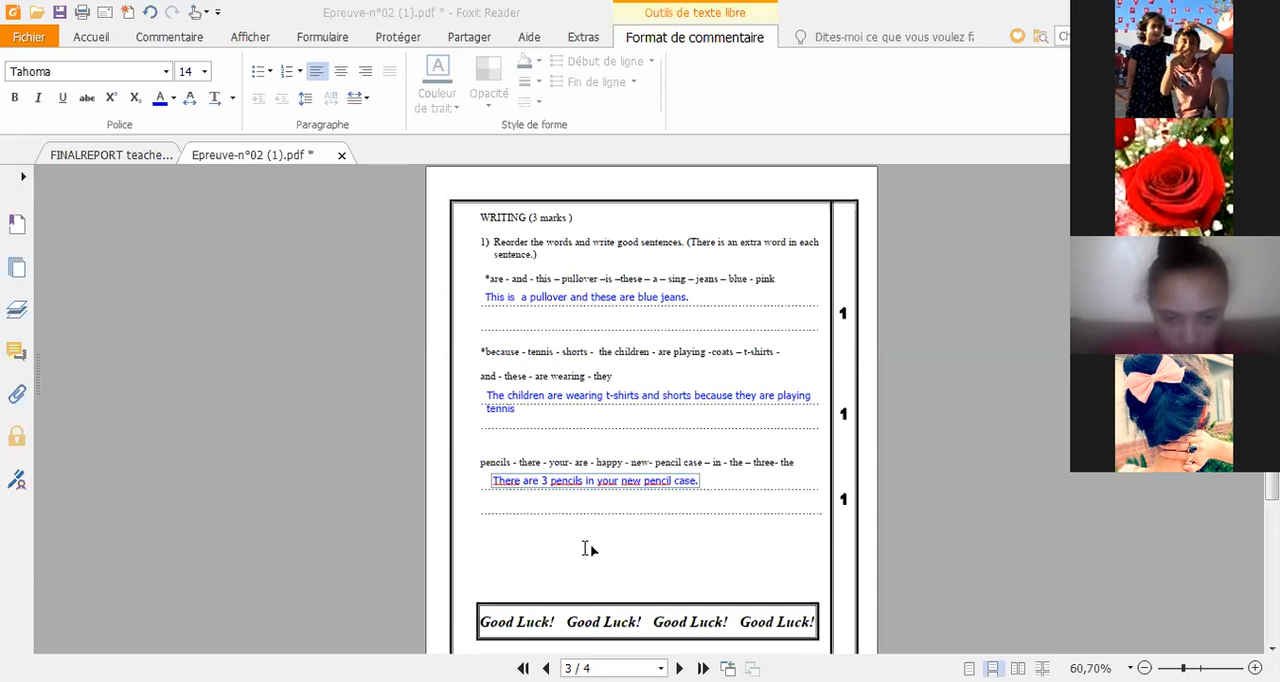 Epreuve-n°02 (1).pdf * - Foxit Reader
Outils de texte libre
Fichier
Accueil
Commentaire
Afficher
Formulaire
Protéger
Partager
Aide
Extras
Format de commentaire
Dites-moi ce que vous voulez f
Ch
Tahoma
14
Police
Paragraphe
Couleur
de trait
Opacité
Début de ligne
Fin de ligne
Style de forme
FINALREPORT teache...
Epreuve-n°02 (1).pdf *
WRITING (3 marks )
1) Reorder the words and write good sentences. (There is an extra word in each
sentence.)
*are - and - this – pullover –is –these – a – sing – jeans – blue - pink
This is a pullover and these are blue jeans.
1
*because - tennis - shorts - the children - are playing -coats – t-shirts -
and - these - are wearing - they
The children are wearing t-shirts and shorts because they are playing
tennis
1
pencils - there - your- are - happy - new- pencil case – in - the – three- the
There are 3 pencils in your new pencil case.
1
Good Luck! Good Luck! Good Luck! Good Luck!
3 / 4
60,70%